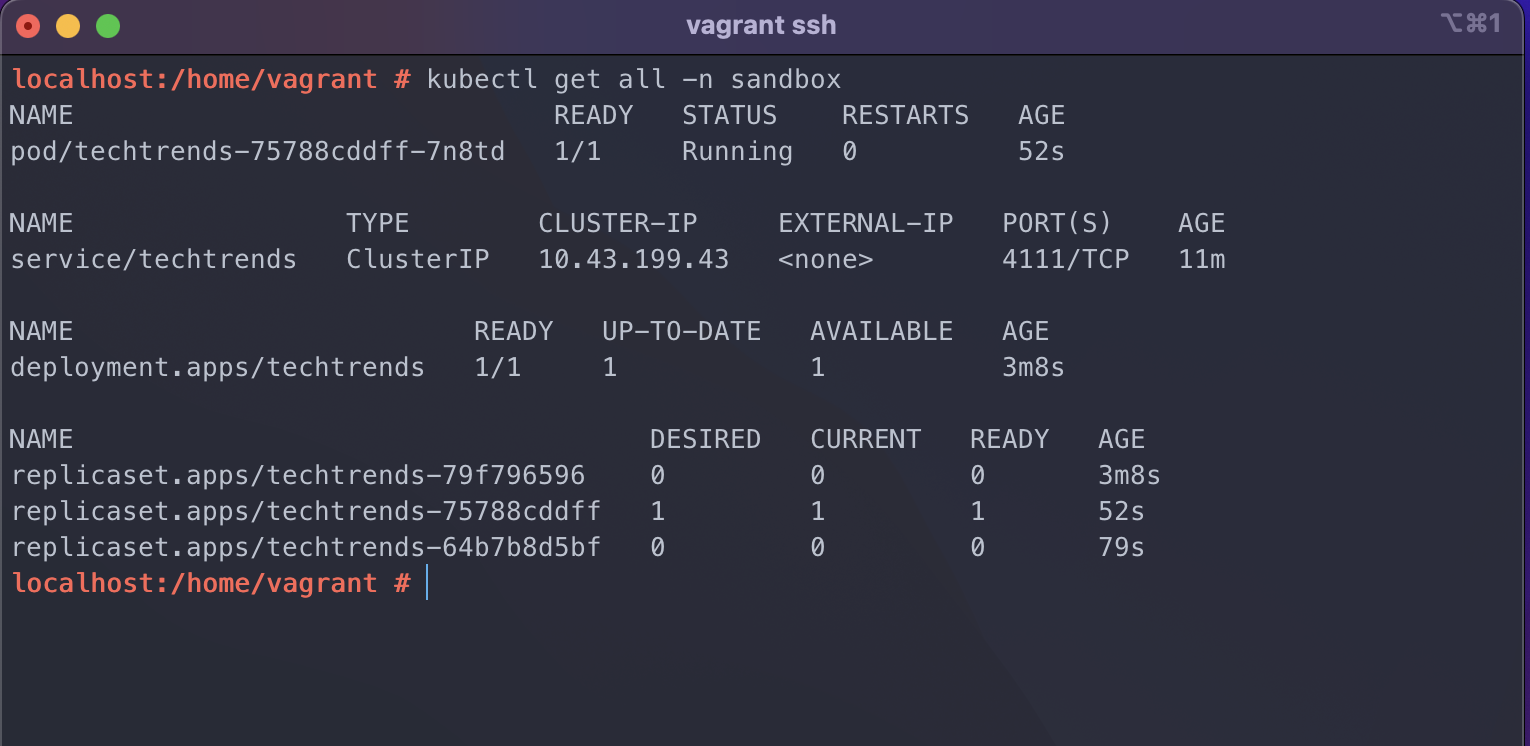 vagrant ssh ⌥⌘1
localhost:/home/vagrant # kubectl get all -n sandbox
NAME READY STATUS RESTARTS AGE
pod/techtrends-75788cddff-7n8td 1/1 Running 0 52s
NAME TYPE CLUSTER-IP EXTERNAL-IP PORT(S) AGE
service/techtrends ClusterIP 10.43.199.43 <none> 4111/TCP 11m
NAME READY UP-TO-DATE AVAILABLE AGE
deployment.apps/techtrends 1/1 1 1 3m8s
NAME DESIRED CURRENT READY AGE
replicaset.apps/techtrends-79f796596 0 0 0 3m8s
replicaset.apps/techtrends-75788cddff 1 1 1 52s
replicaset.apps/techtrends-64b7b8d5bf 0 0 0 79s
localhost:/home/vagrant #